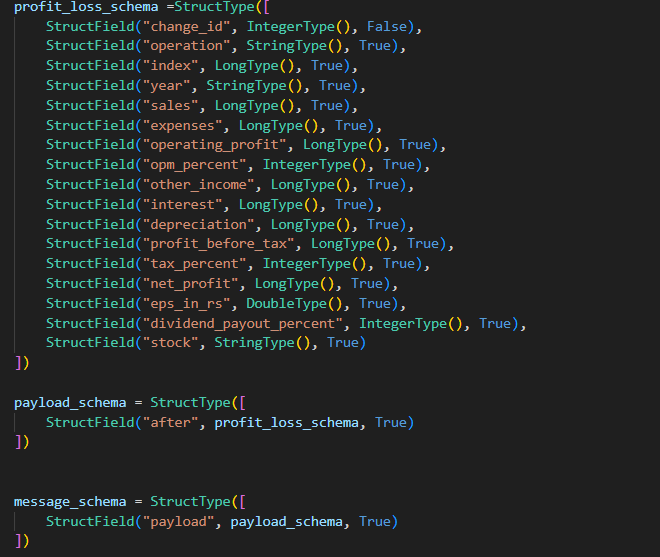 profit_loss_schema =StructType([
    StructField("change_id", IntegerType(), False),
    StructField("operation", StringType(), True),
    StructField("index", LongType(), True),
    StructField("year", StringType(), True),
    StructField("sales", LongType(), True),
    StructField("expenses", LongType(), True),
    StructField("operating_profit", LongType(), True),
    StructField("opm_percent", IntegerType(), True),
    StructField("other_income", LongType(), True),
    StructField("interest", LongType(), True),
    StructField("depreciation", LongType(), True),
    StructField("profit_before_tax", LongType(), True),
    StructField("tax_percent", IntegerType(), True),
    StructField("net_profit", LongType(), True),
    StructField("eps_in_rs", DoubleType(), True),
    StructField("dividend_payout_percent", IntegerType(), True),
    StructField("stock", StringType(), True)
])
payload_schema = StructType([
    StructField("after", profit_loss_schema, True)
])
message_schema = StructType([
    StructField("payload", payload_schema, True)
])